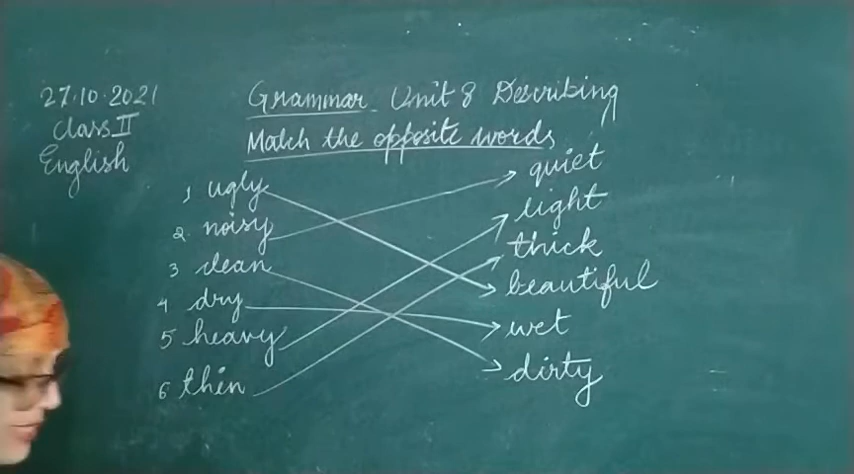 27.10.2021
Class II
English
Grammar Unit 8 Describing
Match the opposite words
1 ugly
2. noisy
3 clean
4 dry
5 heavy
6 thin
quiet
light
thick
beautiful
wet
dirty